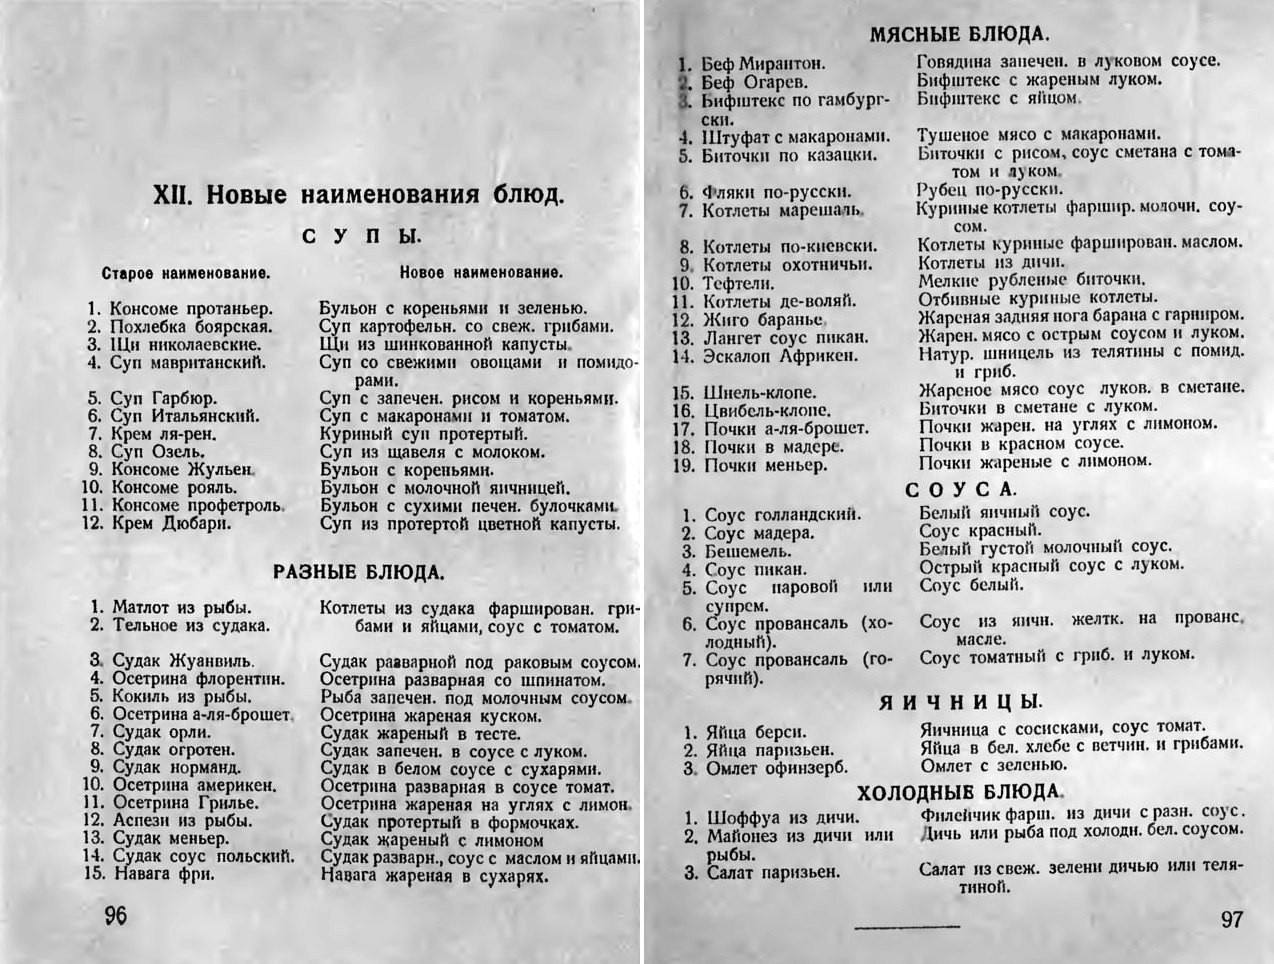 XII. Новые наименования блюд.
СУПЫ.
Старое наименование. Новое наименование.
1. Консоме протаньер. Бульон с кореньями и зеленью.
2. Похлебка боярская. Суп картофельн. со свеж. грибами.
3. Щи николаевские. Щи из шинкованной капусты.
4. Суп мавританский. Суп со свежими овощами и помидо-
рами.
5. Суп Гарбюр. Суп с запечен. рисом и кореньями.
6. Суп Итальянский. Суп с макаронами и томатом.
7. Крем ля-рен. Куриный суп протертый.
8. Суп Озель. Суп из щавеля с молоком.
9. Консоме Жульен. Бульон с кореньями.
10. Консоме рояль. Бульон с молочной яичницей.
11. Консоме профетроль. Бульон с сухими печен. булочками.
12. Крем Дюбари. Суп из протертой цветной капусты.
РАЗНЫЕ БЛЮДА.
1. Матлот из рыбы. Котлеты из судака фарширован. гри-
2. Тельное из судака. бами и яйцами, соус с томатом.
3. Судак Жуанвиль. Судак разварной под раковым соусом.
4. Осетрина флорентин. Осетрина разварная со шпинатом.
5. Кокиль из рыбы. Рыба запечен. под молочным соусом.
6. Осетрина а-ля-брошет. Осетрина жареная куском.
7. Судак орли. Судак жареный в тесте.
8. Судак огротен. Судак запечен. в соусе с луком.
9. Судак норманд. Судак в белом соусе с сухарями.
10. Осетрина америкен. Осетрина разварная в соусе томат.
11. Осетрина Грилье. Осетрина жареная на углях с лимон.
12. Аспези из рыбы. Судак протертый в формочках.
13. Судак меньер. Судак жареный с лимоном
14. Судак соус польский. Судак разварн., соус с маслом и яйцами.
15. Навага фри. Навага жареная в сухарях.
96
МЯСНЫЕ БЛЮДА.
1. Беф Миратон. Говядина запечен. в луковом соусе.
2. Беф Огарев. Бифштекс с жареным луком.
3. Бифштекс по гамбург- Бифштекс с яйцом.
ски.
4. Штуфат с макаронами. Тушеное мясо с макаронами.
5. Биточки по казацки. Биточки с рисом, соус сметана с тома-
том и луком.
6. Фляки по-русски. Рубец по-русски.
7. Котлеты марешаль. Куриные котлеты фаршир. молочн. соу-
сом.
8. Котлеты по-киевски. Котлеты куриные фарширован. маслом.
9. Котлеты охотничьи. Котлеты из дичи.
10. Тефтели. Мелкие рубленые биточки.
11. Котлеты де-воляй. Отбивные куриные котлеты.
12. Жиго баранье. Жареная задняя нога барана с гарниром.
13. Лангет соус пикан. Жарен. мясо с острым соусом и луком.
14. Эскалоп Африкен. Натур. шницель из телятины с помид.
и гриб.
15. Шнель-клопе. Жареное мясо соус луков. в сметане.
16. Цвибель-клопе. Биточки в сметане с луком.
17. Почки а-ля-брошет. Почки жарен. на углях с лимоном.
18. Почки в мадере. Почки в красном соусе.
19. Почки меньер. Почки жареные с лимоном.
СОУСА.
1. Соус голландский. Белый яичный соус.
2. Соус мадера. Соус красный.
3. Бешемель. Белый густой молочный соус.
4. Соус пикан. Острый красный соус с луком.
5. Соус паровой или Соус белый.
супрем.
6. Соус провансаль (хо- Соус из яичн. желтк. на прованс.
лодный). масле.
7. Соус провансаль (го- Соус томатный с гриб. и луком.
рячий).
ЯИЧНИЦЫ.
1. Яйца берси. Яичница с сосисками, соус томат.
2. Яйца паризьен. Яйца в бел. хлебе с ветчин. и грибами.
3. Омлет офинзерб. Омлет с зеленью.
ХОЛОДНЫЕ БЛЮДА.
1. Шоффуа из дичи. Филейчик фарш. из дичи с разн. соус.
2. Майонез из дичи или Дичь или рыба под холодн. бел. соусом.
рыбы.
3. Салат паризьен. Салат из свеж. зелени дичью или теля-
тиной.
97